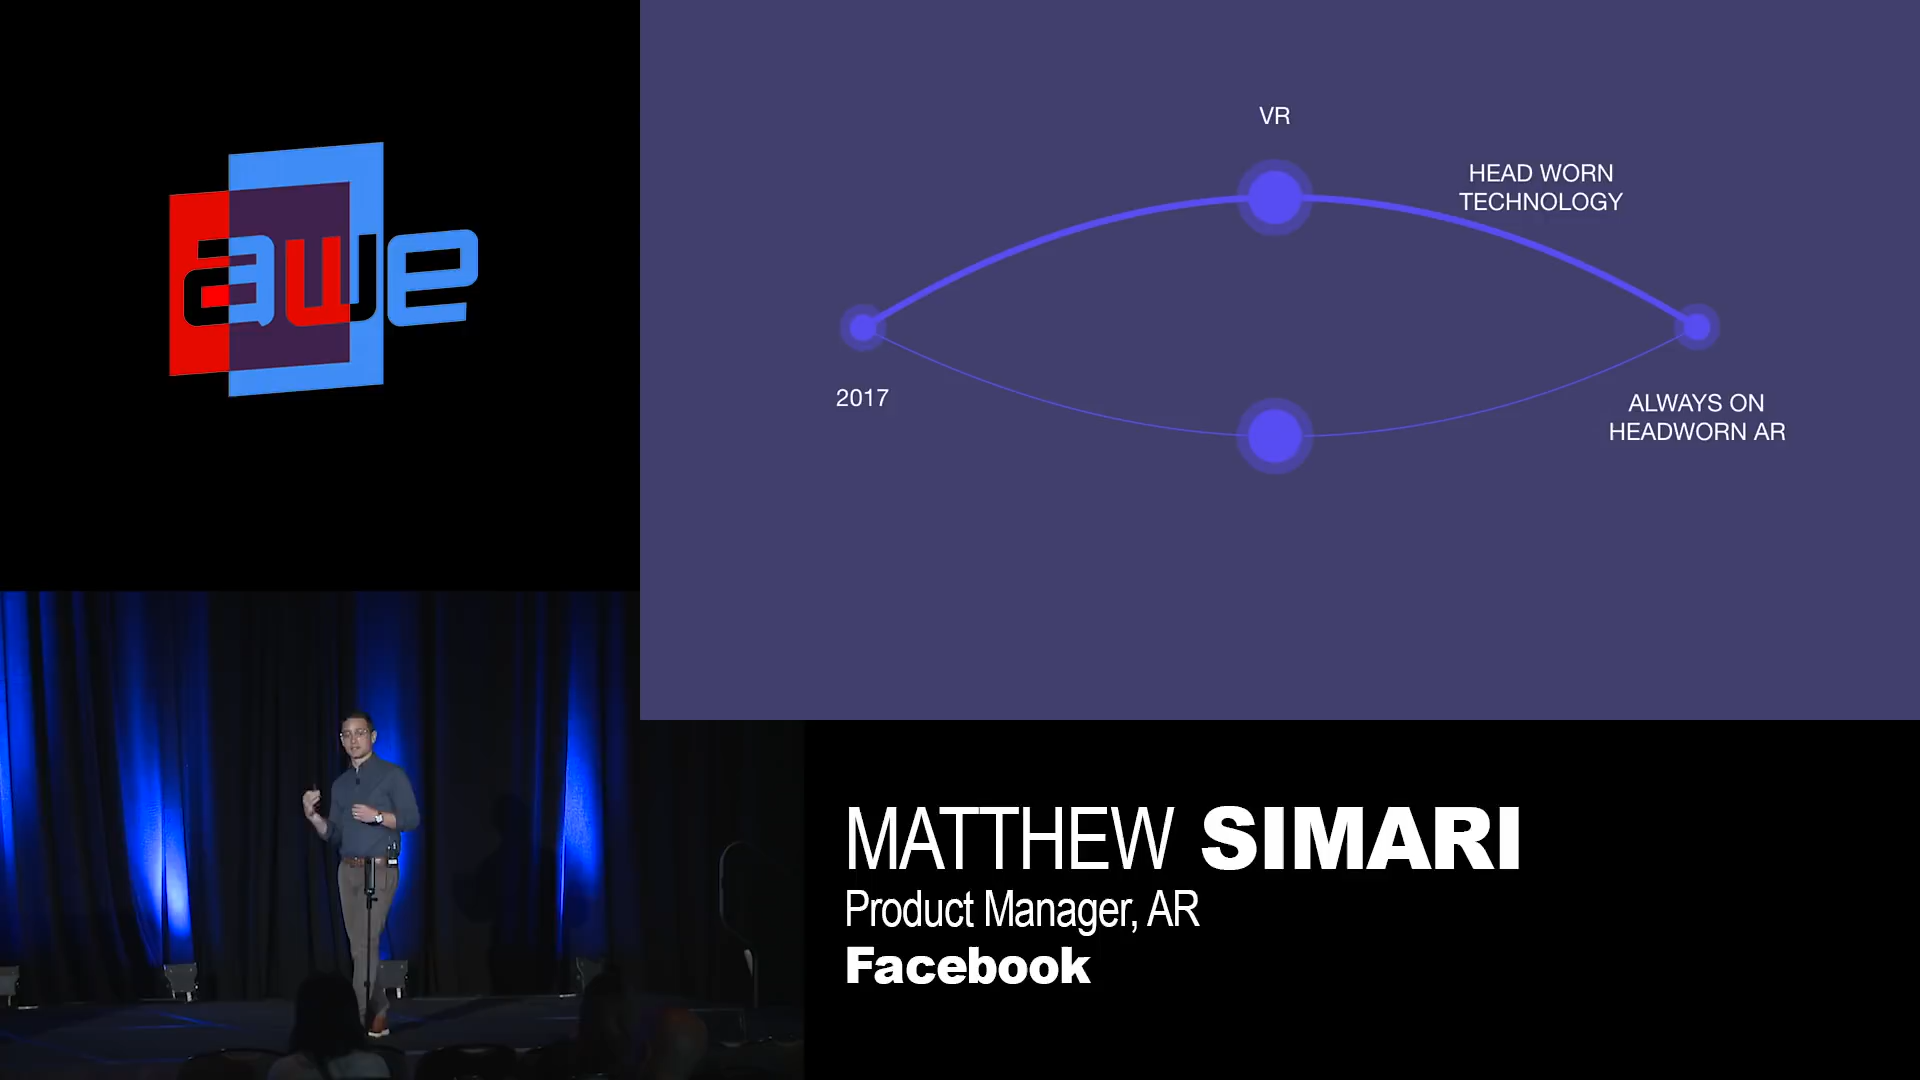 awe
VR
HEAD WORN
TECHNOLOGY
2017
ALWAYS ON
HEADWORN AR
MATTHEW SIMARI
Product Manager, AR
Facebook